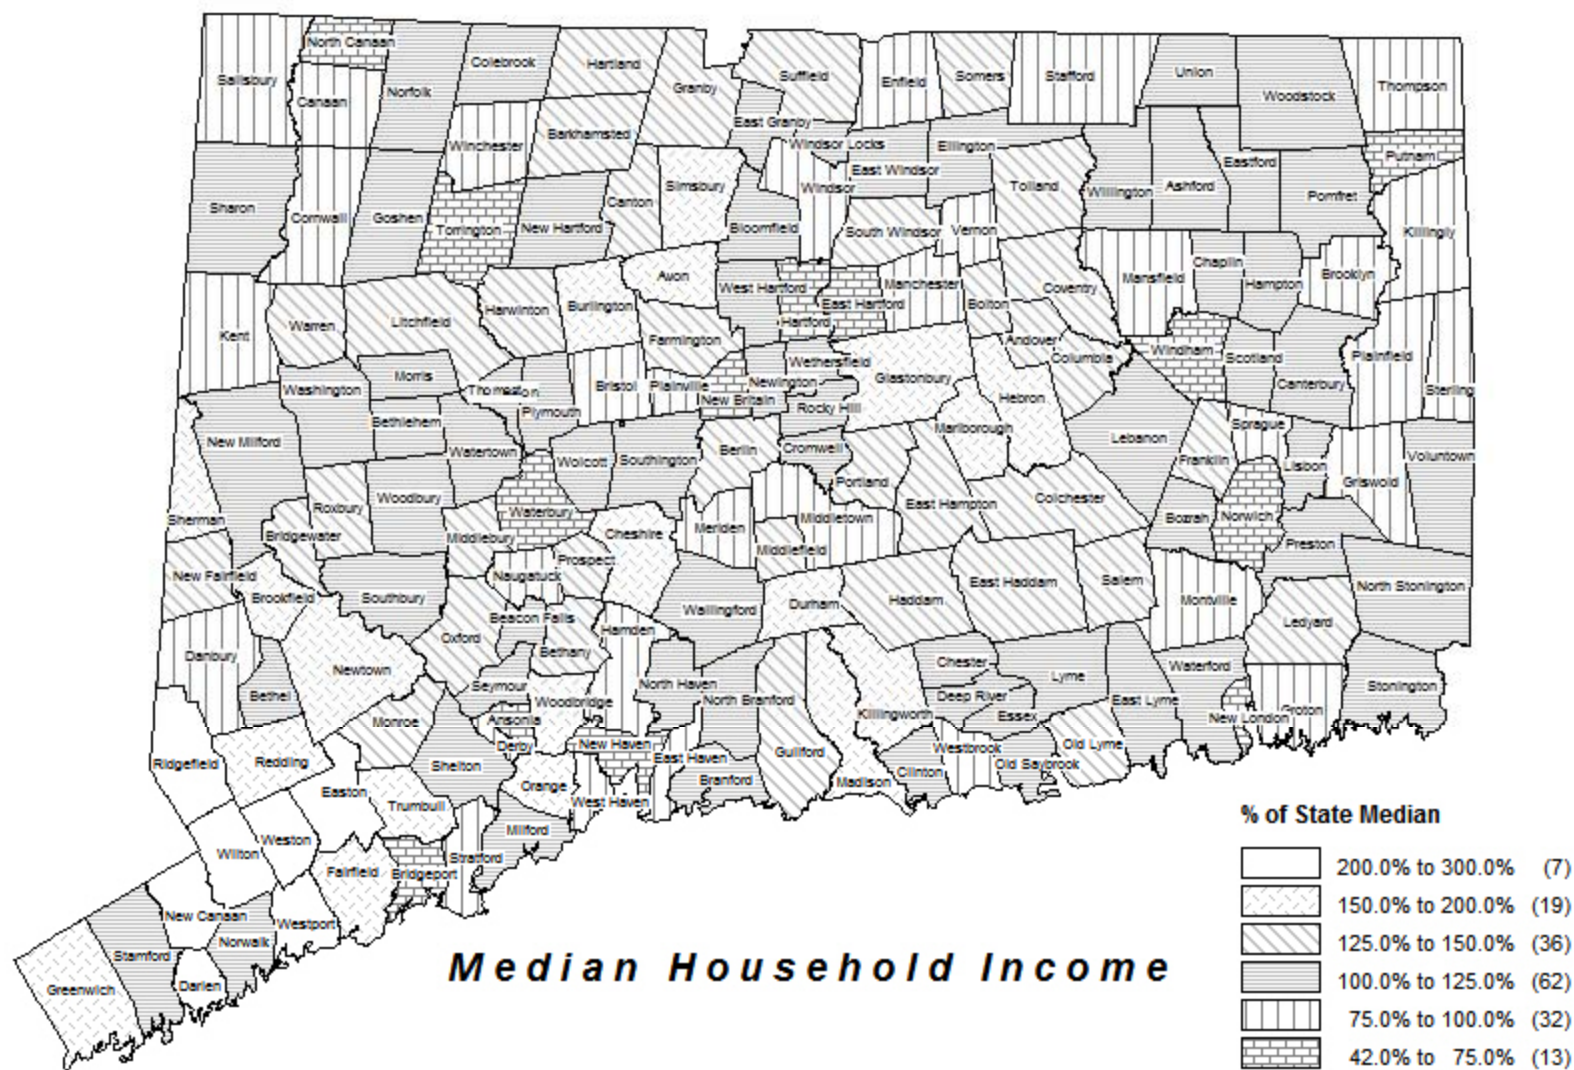 North Canaan
Colebrook
Hartland
Salisbury
Canaan
Norfolk
Granby
Suffield
Enfield
Somers
Stafford
Union
Woodstock
Thompson
Winchester
Barkhamsted
East Granby
Windsor Locks
East Windsor
Ellington
Eastford
Putnam
Sharon
Cornwall
Goshen
Torrington
New Hartford
Canton
Simsbury
Bloomfield
Windsor
South Windsor
Vernon
Tolland
Willington
Ashford
Pomfret
Killingly
Kent
Warren
Litchfield
Harwinton
Burlington
Avon
West Hartford
Hartford
East Hartford
Manchester
Bolton
Coventry
Mansfield
Chaplin
Hampton
Brooklyn
Farmington
Wethersfield
Andover
Columbia
Windham
Scotland
Canterbury
Plainfield
Sterling
Washington
Morris
Thomaston
Plymouth
Bristol
Plainville
New Britain
Newington
Rocky Hill
Glastonbury
Hebron
Marlborough
Lebanon
Sprague
Franklin
Lisbon
Griswold
Voluntown
New Milford
Bethlehem
Watertown
Wolcott
Southington
Berlin
Cromwell
Portland
East Hampton
Colchester
Bozrah
Norwich
Preston
North Stonington
Sherman
Roxbury
Bridgewater
Woodbury
Middlebury
Waterbury
Cheshire
Meriden
Middletown
Middlefield
New Fairfield
Brookfield
Southbury
Naugatuck
Prospect
Beacon Falls
Oxford
Bethany
Hamden
Wallingford
Durham
Haddam
East Haddam
Salem
Montville
Ledyard
Danbury
Bethel
Newtown
Seymour
Woodbridge
North Haven
North Branford
Guilford
Killingworth
Madison
Chester
Deep River
Essex
Lyme
East Lyme
Waterford
New London
Groton
Stonington
Monroe
Ansonia
Derby
New Haven
East Haven
Branford
Clinton
Westbrook
Old Saybrook
Old Lyme
Ridgefield
Redding
Easton
Trumbull
Shelton
Orange
West Haven
Milford
Stratford
Bridgeport
Fairfield
Weston
Wilton
Westport
New Canaan
Norwalk
Darien
Stamford
Greenwich
Median Household Income
% of State Median
200.0% to 300.0% (7)
150.0% to 200.0% (19)
125.0% to 150.0% (36)
100.0% to 125.0% (62)
75.0% to 100.0% (32)
42.0% to 75.0% (13)